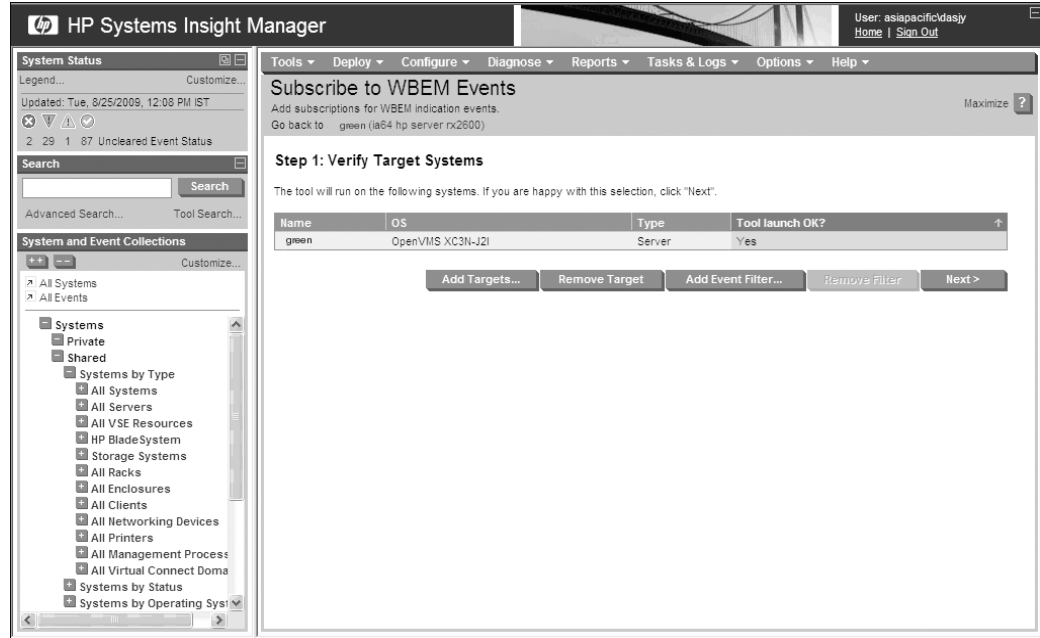 hp HP Systems Insight Manager
User: asiapacific\dasjy
Home | Sign Out
System Status
Legend... Customize...
Updated: Tue, 8/25/2009, 12:08 PM IST
2 29 1 87 Uncleared Event Status
Search
Search
Advanced Search... Tool Search...
System and Event Collections
++ -- Customize...
All Systems
All Events
Systems
Private
Shared
Systems by Type
All Systems
All Servers
All VSE Resources
HP BladeSystem
Storage Systems
All Racks
All Enclosures
All Clients
All Networking Devices
All Printers
All Management Process
All Virtual Connect Doma
Systems by Status
Systems by Operating Syst
Tools Deploy Configure Diagnose Reports Tasks & Logs Options Help
Subscribe to WBEM Events
Add subscriptions for WBEM indication events.
Maximize ?
Go back to green (ia64 hp server rx2600)
Step 1: Verify Target Systems
The tool will run on the following systems. If you are happy with this selection, click "Next".
Name OS Type Tool launch OK?
green OpenVMS XC3N-J2I Server Yes
Add Targets... Remove Target Add Event Filter... Remove Filter Next >